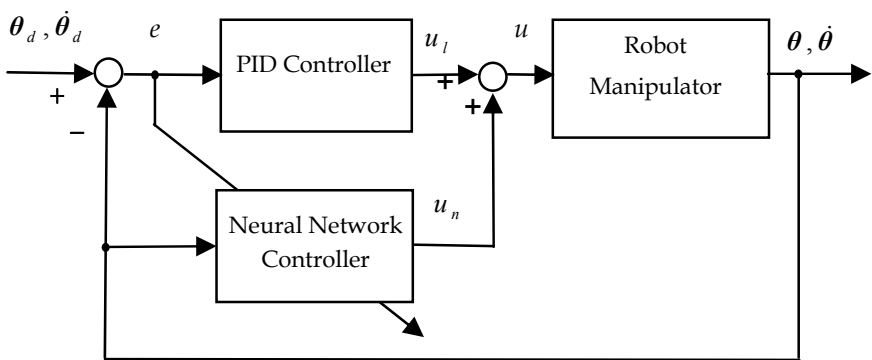 θ_d, θ̇_d
e
PID Controller
u_l
u
Robot
Manipulator
θ, θ̇
+
−
+
+
Neural Network
Controller
u_n